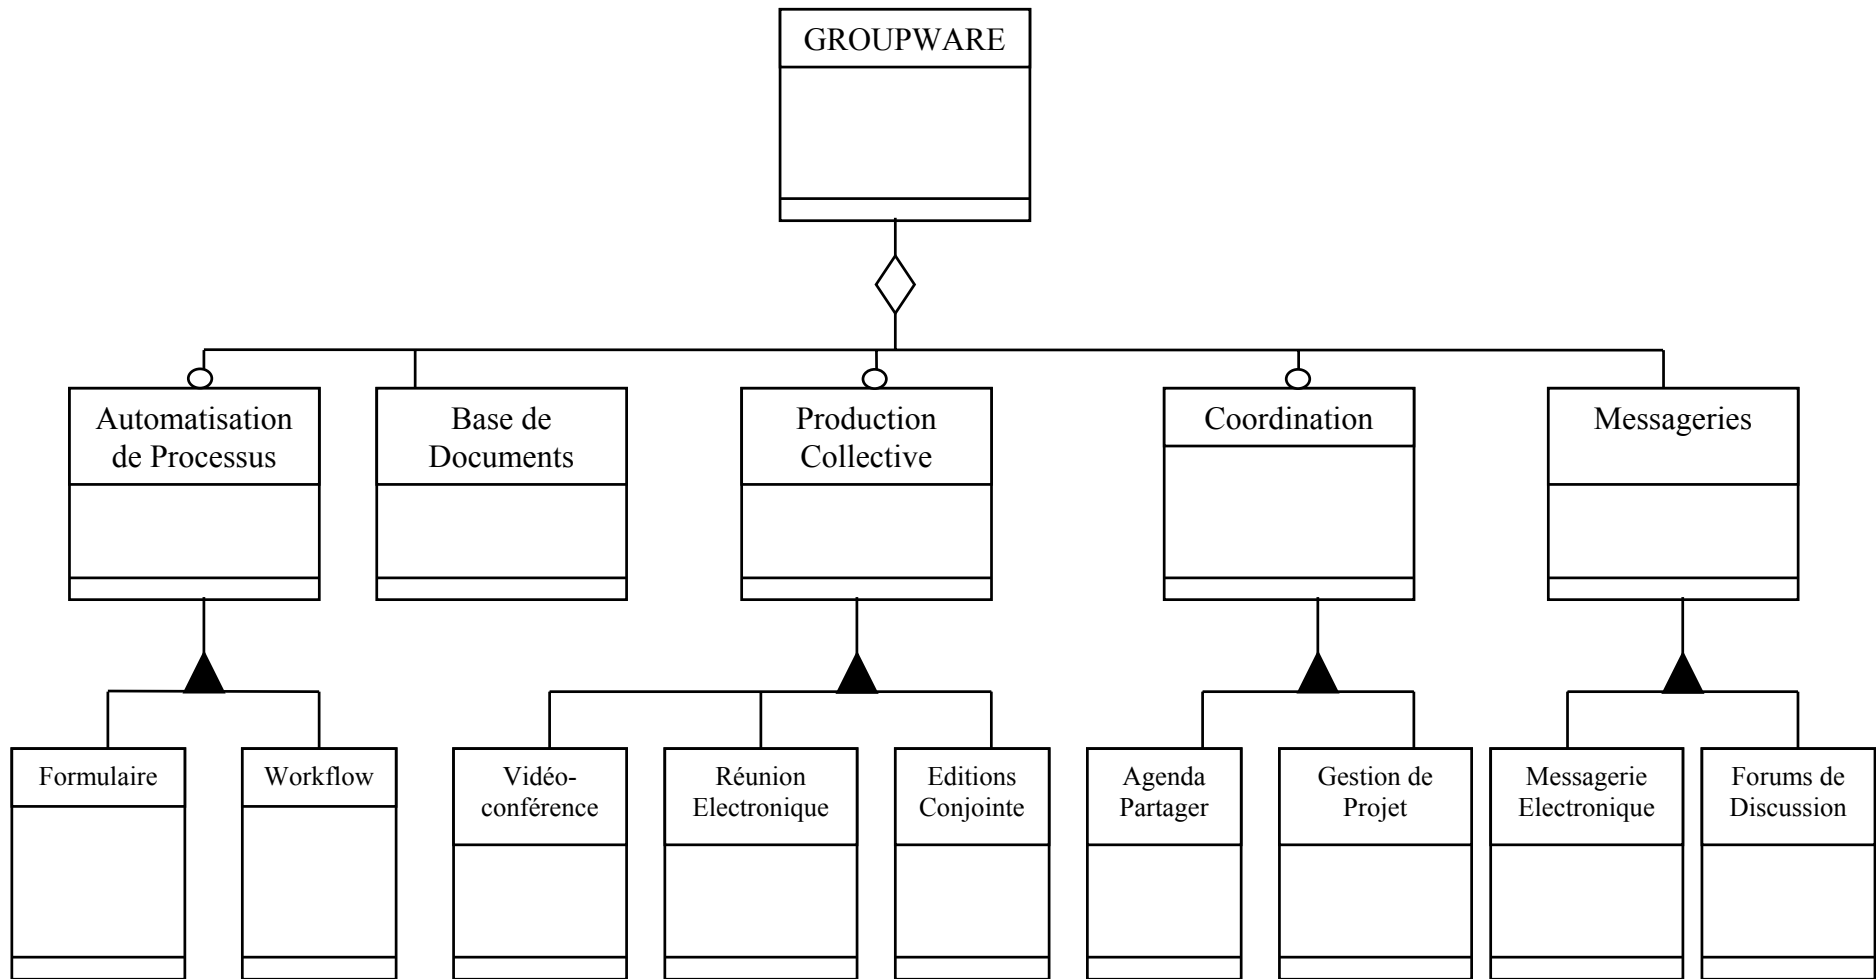 GROUPWARE
Automatisation
de Processus
Base de
Documents
Production
Collective
Coordination
Messageries
Formulaire
Workflow
Vidéo-
conférence
Réunion
Electronique
Editions
Conjointe
Agenda
Partager
Gestion de
Projet
Messagerie
Electronique
Forums de
Discussion